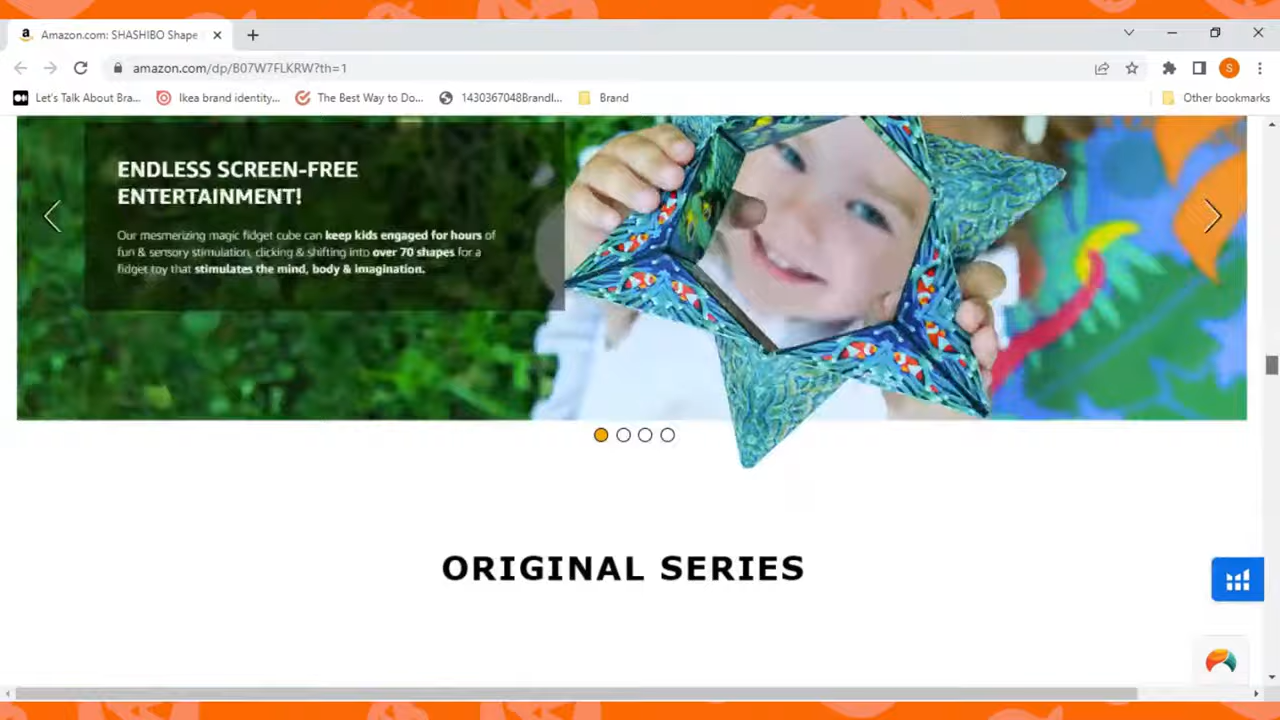 Amazon.com: SHASHIBO Shape
amazon.com/dp/B07W7FLKRW?th=1
S
Let's Talk About Bra...
Ikea brand identity...
The Best Way to Do...
1430367048BrandI...
Brand
Other bookmarks
ENDLESS SCREEN-FREE
ENTERTAINMENT!
Our mesmerizing magic fidget cube can keep kids engaged for hours of
fun & sensory stimulation, clicking & shifting into over 70 shapes for a
fidget toy that stimulates the mind, body & imagination.
ORIGINAL SERIES